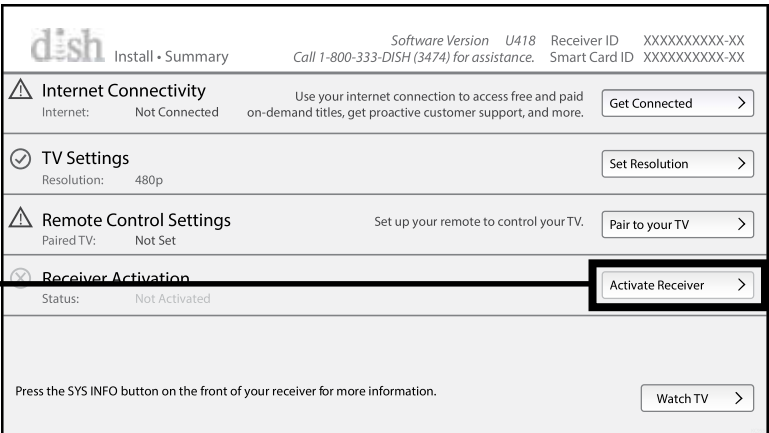 dish Install • Summary
Software Version U418 Receiver ID XXXXXXXXXX-XX
Call 1-800-333-DISH (3474) for assistance. Smart Card ID XXXXXXXXXX-XX
Internet Connectivity
Internet: Not Connected
Use your internet connection to access free and paid
on-demand titles, get proactive customer support, and more.
Get Connected >
TV Settings
Resolution: 480p
Set Resolution >
Remote Control Settings
Paired TV: Not Set
Set up your remote to control your TV.
Pair to your TV >
Receiver Activation
Status: Not Activated
Activate Receiver >
Press the SYS INFO button on the front of your receiver for more information.
Watch TV >